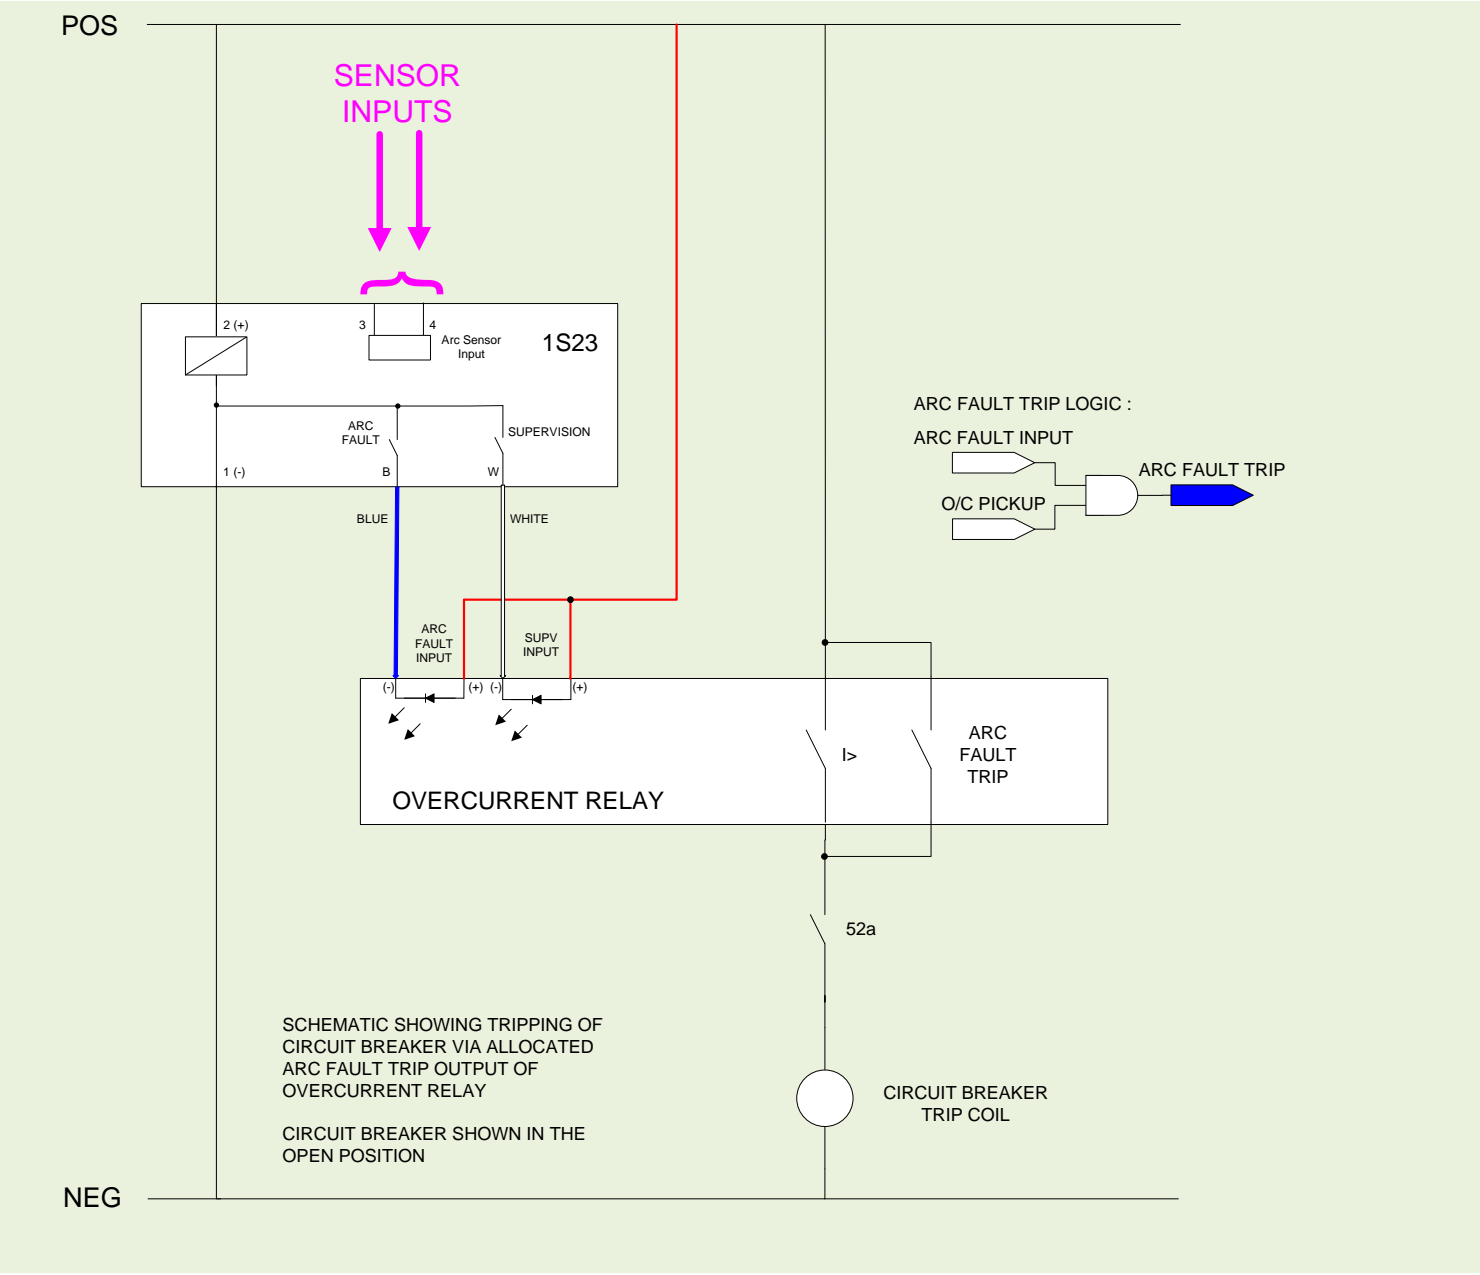 POS
SENSOR
INPUTS
2 (+)
3
4
Arc Sensor
Input
1S23
ARC
FAULT
SUPERVISION
1 (-)
B
W
BLUE
WHITE
ARC FAULT TRIP LOGIC :
ARC FAULT INPUT
ARC FAULT TRIP
O/C PICKUP
ARC
FAULT
INPUT
SUPV
INPUT
(-)
(+)
(-)
(+)
I>
ARC
FAULT
TRIP
OVERCURRENT RELAY
52a
SCHEMATIC SHOWING TRIPPING OF
CIRCUIT BREAKER VIA ALLOCATED
ARC FAULT TRIP OUTPUT OF
OVERCURRENT RELAY
CIRCUIT BREAKER SHOWN IN THE
OPEN POSITION
CIRCUIT BREAKER
TRIP COIL
NEG